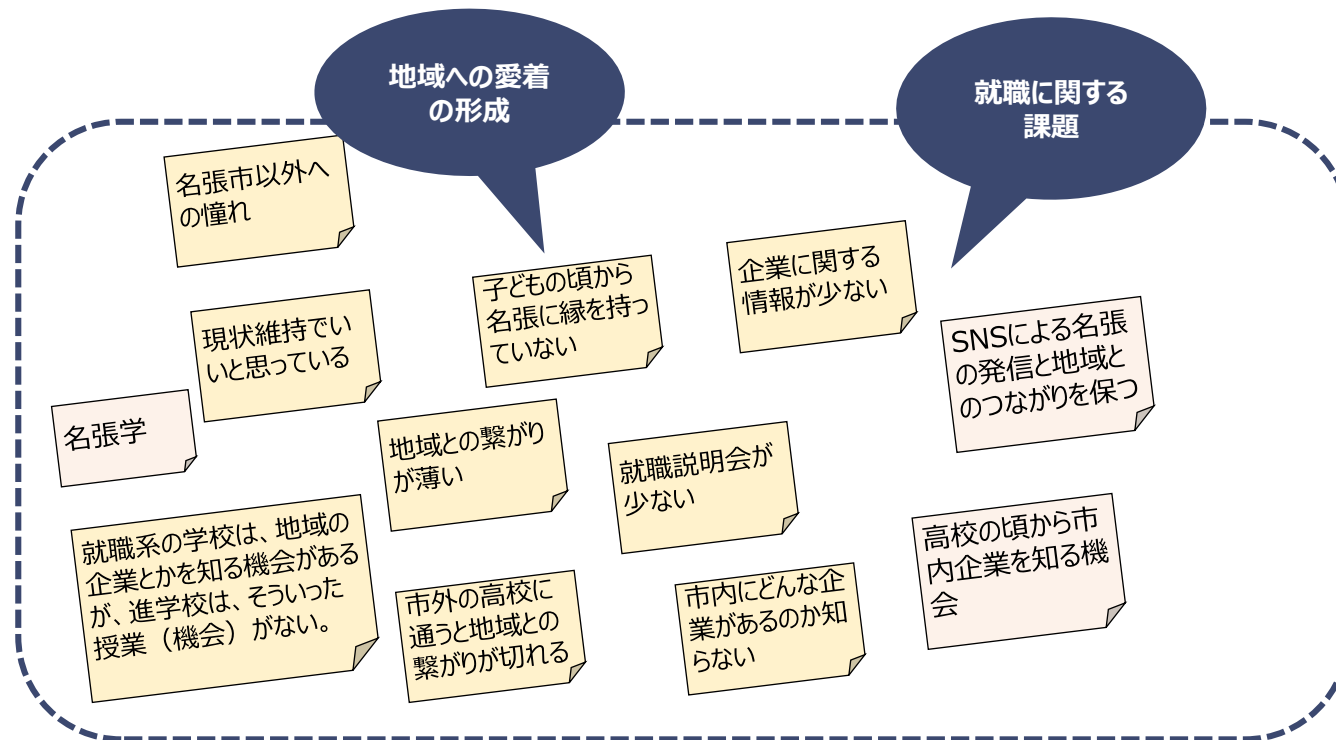 地域への愛着
の形成
就職に関する
課題
名張市以外へ
の憧れ
現状維持でい
いと思っている
名張学
就職系の学校は、地域の
企業とかを知る機会がある
が、進学校は、そういった
授業（機会）がない。
子どもの頃から
名張に縁を持っ
ていない
地域との繋がり
が薄い
市外の高校に
通うと地域との
繋がりが切れる
企業に関する
情報が少ない
就職説明会が
少ない
市内にどんな企
業があるのか知
らない
SNSによる名張
の発信と地域と
のつながりを保つ
高校の頃から市
内企業を知る機
会